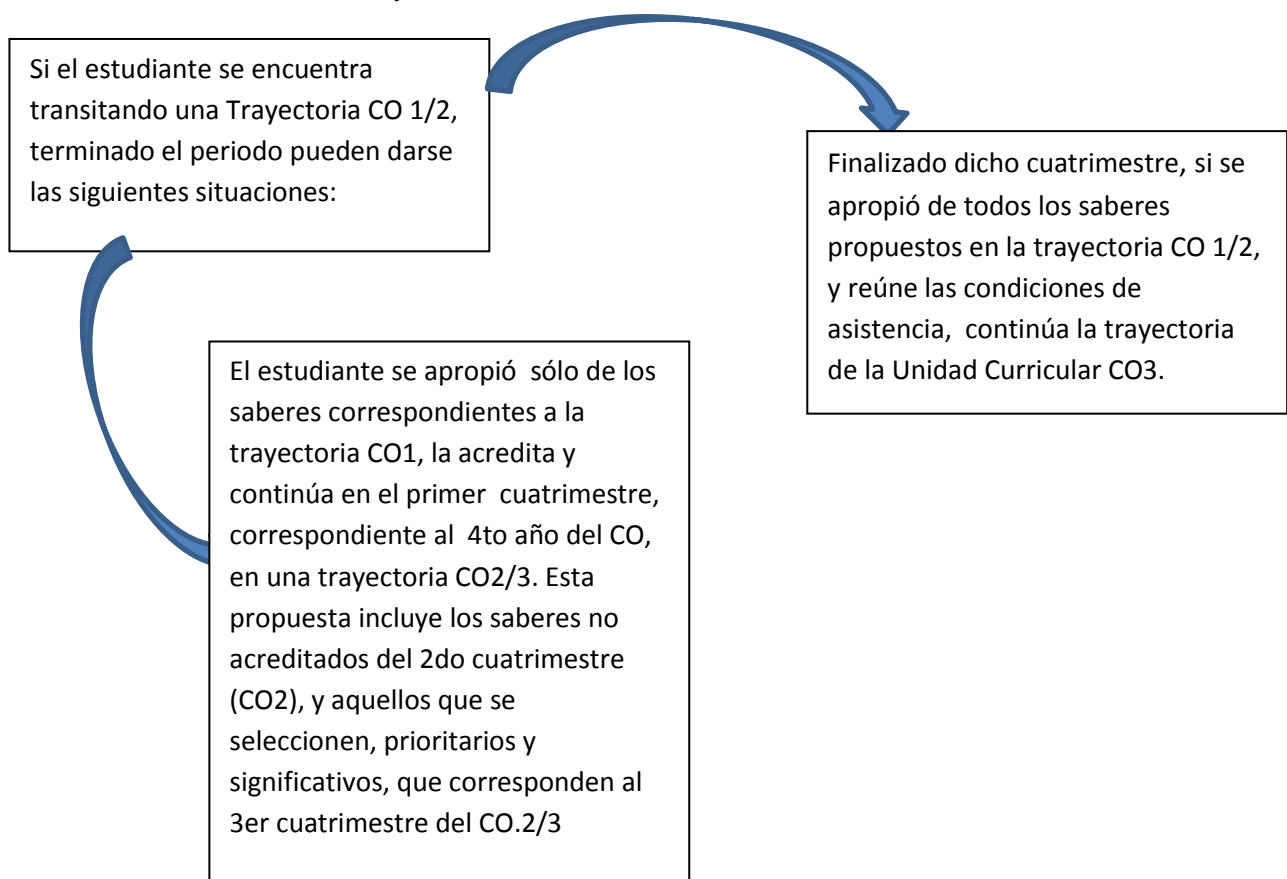 Si el estudiante se encuentra
transitando una Trayectoria CO 1/2,
terminado el periodo pueden darse
las siguientes situaciones:
Finalizado dicho cuatrimestre, si se
apropió de todos los saberes
propuestos en la trayectoria CO 1/2,
y reúne las condiciones de
asistencia,  continúa la trayectoria
de la Unidad Curricular CO3.
El estudiante se apropió  sólo de los
saberes correspondientes a la
trayectoria CO1, la acredita y
continúa en el primer  cuatrimestre,
correspondiente al  4to año del CO,
en una trayectoria CO2/3. Esta
propuesta incluye los saberes no
acreditados del 2do cuatrimestre
(CO2), y aquellos que se
seleccionen, prioritarios y
significativos, que corresponden al
3er cuatrimestre del CO.2/3